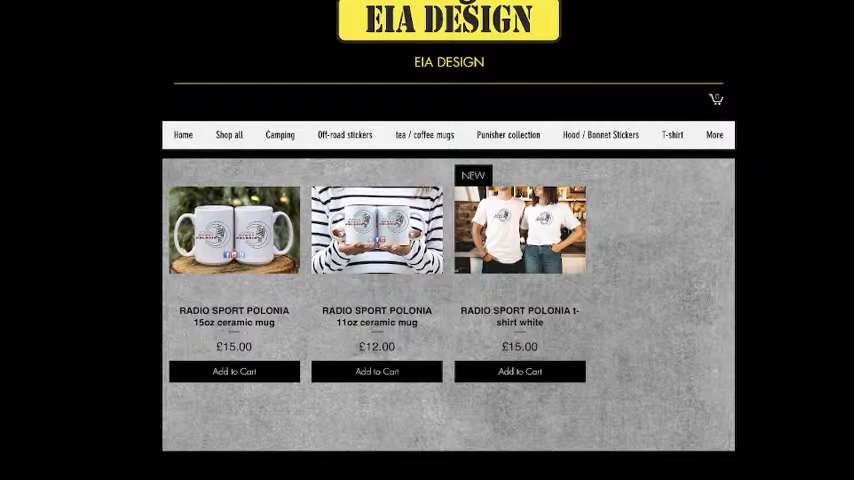 EIA DESIGN
EIA DESIGN
0
Home Shop all Camping Off-road stickers tea / coffee mugs Punisher collection Hood / Bonnet Stickers T-shirt More
NEW
RADIO SPORT POLONIA
15oz ceramic mug
£15.00
Add to Cart
RADIO SPORT POLONIA
11oz ceramic mug
£12.00
Add to Cart
RADIO SPORT POLONIA t-
shirt white
£15.00
Add to Cart